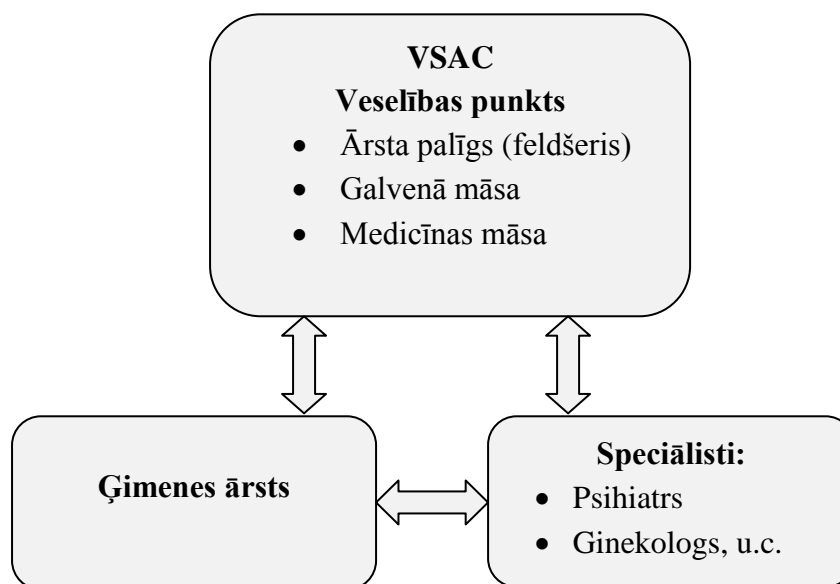 VSAC
Veselības punkts
• Ārsta palīgs (feldšeris)
• Galvenā māsa
• Medicīnas māsa
Ģimenes ārsts
Speciālisti:
• Psihiatrs
• Ginekologs, u.c.